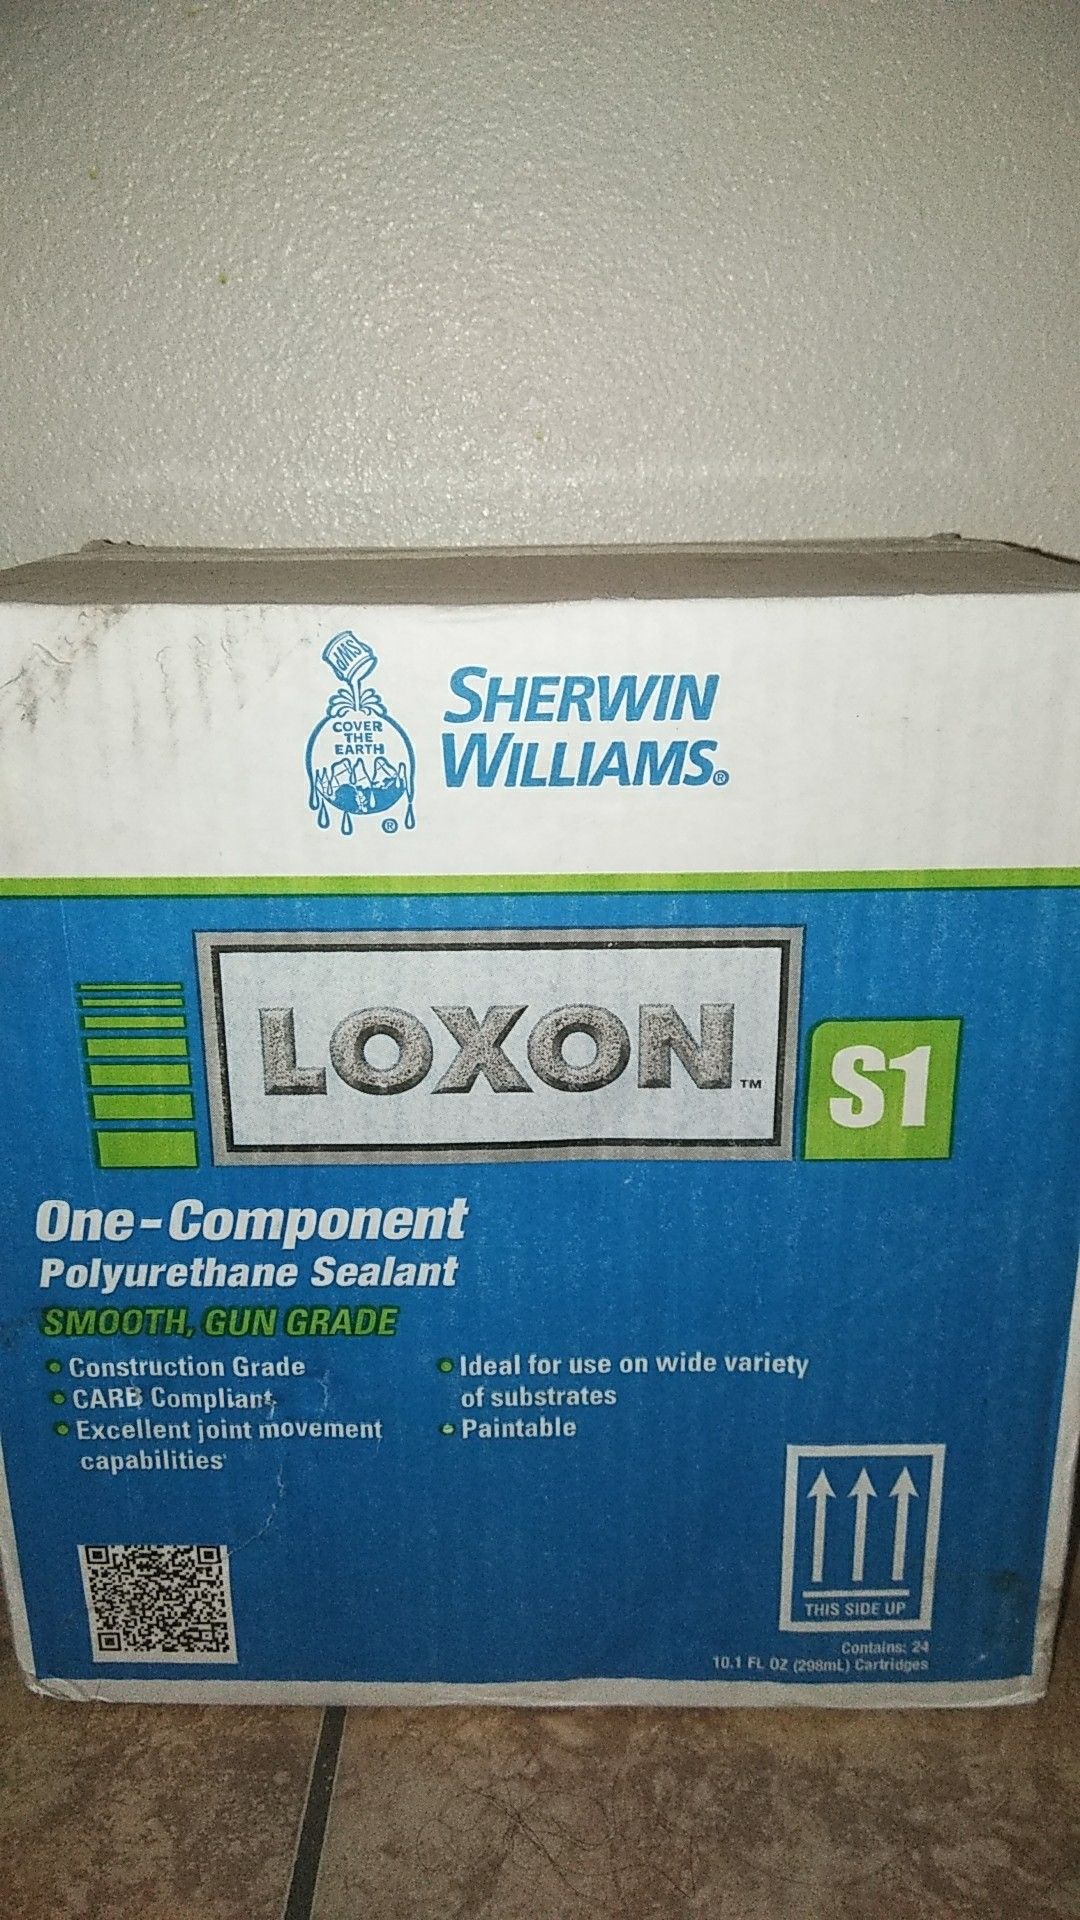 SWP
COVER
THE
EARTH
®
SHERWIN
WILLIAMS®
LOXON™
S1
One-Component
Polyurethane Sealant
SMOOTH, GUN GRADE
• Construction Grade
• CARB Compliant
• Excellent joint movement
capabilities
• Ideal for use on wide variety
of substrates
• Paintable
THIS SIDE UP
Contains: 24
10.1 FL OZ (298mL) Cartridges